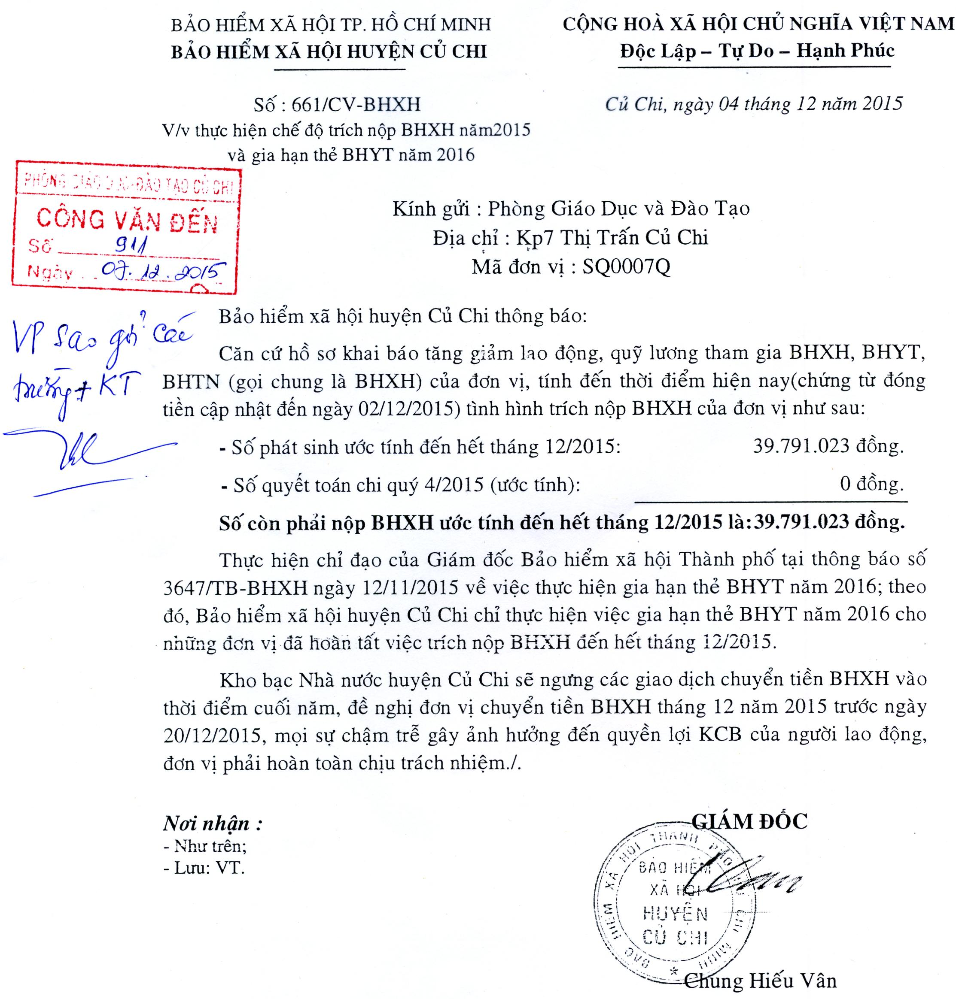 BẢO HIỂM XÃ HỘI TP. HỒ CHÍ MINH
BẢO HIỂM XÃ HỘI HUYỆN CỦ CHI
CỘNG HOÀ XÃ HỘI CHỦ NGHĨA VIỆT NAM
Độc Lập – Tự Do – Hạnh Phúc
Số : 661/CV-BHXH
V/v thực hiện chế độ trích nộp BHXH năm2015
và gia hạn thẻ BHYT năm 2016
Củ Chi, ngày 04 tháng 12 năm 2015
PHÒNG GIÁO DỤC-ĐÀO TẠO CỦ CHI
CÔNG VĂN ĐẾN
Số 911
Ngày 07.12.2015
Kính gửi : Phòng Giáo Dục và Đào Tạo
Địa chỉ : Kp7 Thị Trấn Củ Chi
Mã đơn vị : SQ0007Q
VP sao gởi các
trường + KT
Bảo hiểm xã hội huyện Củ Chi thông báo:
Căn cứ hồ sơ khai báo tăng giảm lao động, quỹ lương tham gia BHXH, BHYT,
BHTN (gọi chung là BHXH) của đơn vị, tính đến thời điểm hiện nay(chứng từ đóng
tiền cập nhật đến ngày 02/12/2015) tình hình trích nộp BHXH của đơn vị như sau:
- Số phát sinh ước tính đến hết tháng 12/2015: 39.791.023 đồng.
- Số quyết toán chi quý 4/2015 (ước tính): 0 đồng.
Số còn phải nộp BHXH ước tính đến hết tháng 12/2015 là:39.791.023 đồng.
Thực hiện chỉ đạo của Giám đốc Bảo hiểm xã hội Thành phố tại thông báo số
3647/TB-BHXH ngày 12/11/2015 về việc thực hiện gia hạn thẻ BHYT năm 2016; theo
đó, Bảo hiểm xã hội huyện Củ Chi chỉ thực hiện việc gia hạn thẻ BHYT năm 2016 cho
những đơn vị đã hoàn tất việc trích nộp BHXH đến hết tháng 12/2015.
Kho bạc Nhà nước huyện Củ Chi sẽ ngưng các giao dịch chuyển tiền BHXH vào
thời điểm cuối năm, đề nghị đơn vị chuyển tiền BHXH tháng 12 năm 2015 trước ngày
20/12/2015, mọi sự chậm trễ gây ảnh hưởng đến quyền lợi KCB của người lao động,
đơn vị phải hoàn toàn chịu trách nhiệm./.
Nơi nhận :
- Như trên;
- Lưu: VT.
GIÁM ĐỐC
BẢO HIỂM XÃ HỘI THÀNH PHỐ HỒ CHÍ MINH
BẢO HIỂM
XÃ HỘI
HUYỆN
CỦ CHI
Chung Hiếu Vân